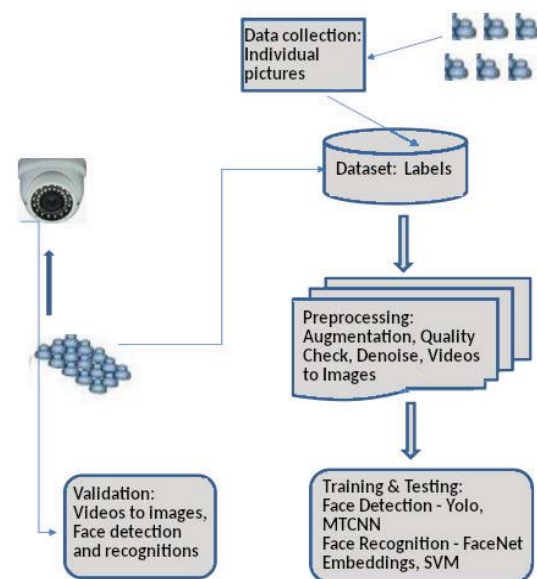 Data collection:
Individual
pictures
Dataset: Labels
Preprocessing:
Augmentation, Quality
Check, Denoise, Videos
to Images
Validation:
Videos to images,
Face detection
and recognitions
Training & Testing:
Face Detection - Yolo,
MTCNN
Face Recognition - FaceNet
Embeddings, SVM